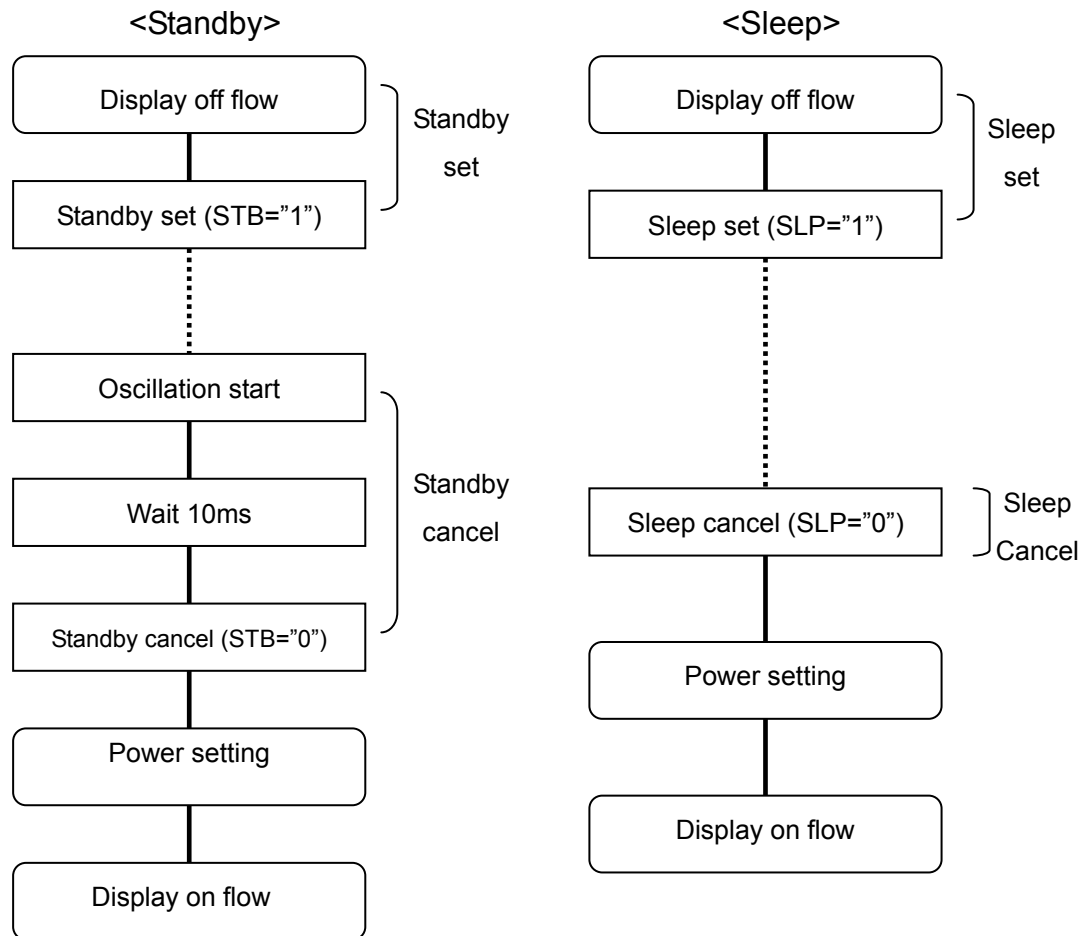 <Standby>
Display off flow
Standby
set
Standby set (STB=”1”)
Oscillation start
Wait 10ms
Standby
cancel
Standby cancel (STB=”0”)
Power setting
Display on flow
<Sleep>
Display off flow
Sleep
set
Sleep set (SLP=”1”)
Sleep cancel (SLP=”0”)
Sleep
Cancel
Power setting
Display on flow